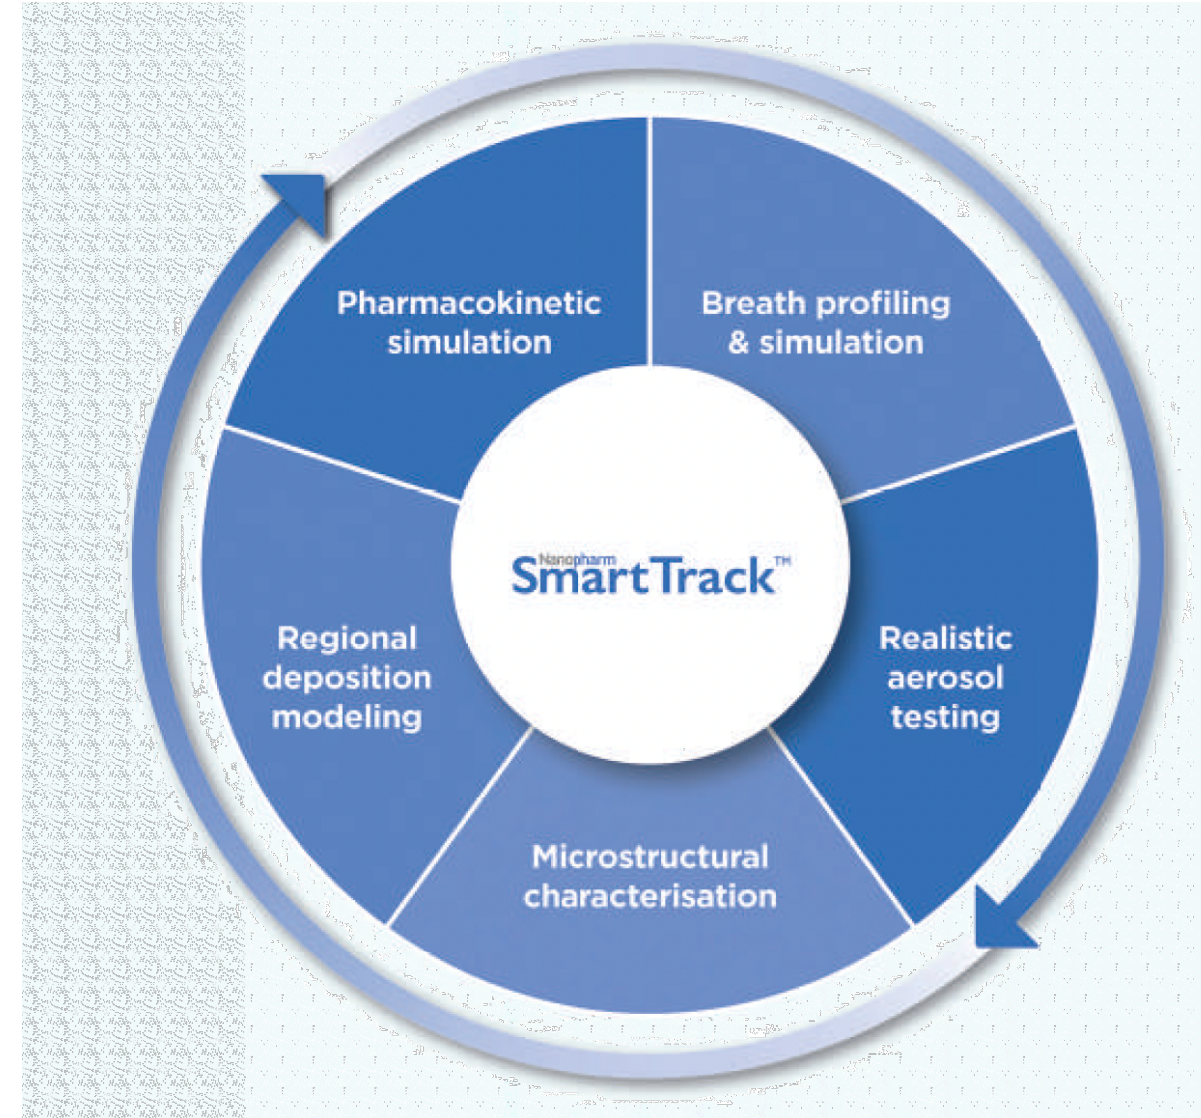 Pharmacokinetic
simulation
Breath profiling
& simulation
Nanopharm
SmartTrack™
Regional
deposition
modeling
Realistic
aerosol
testing
Microstructural
characterisation